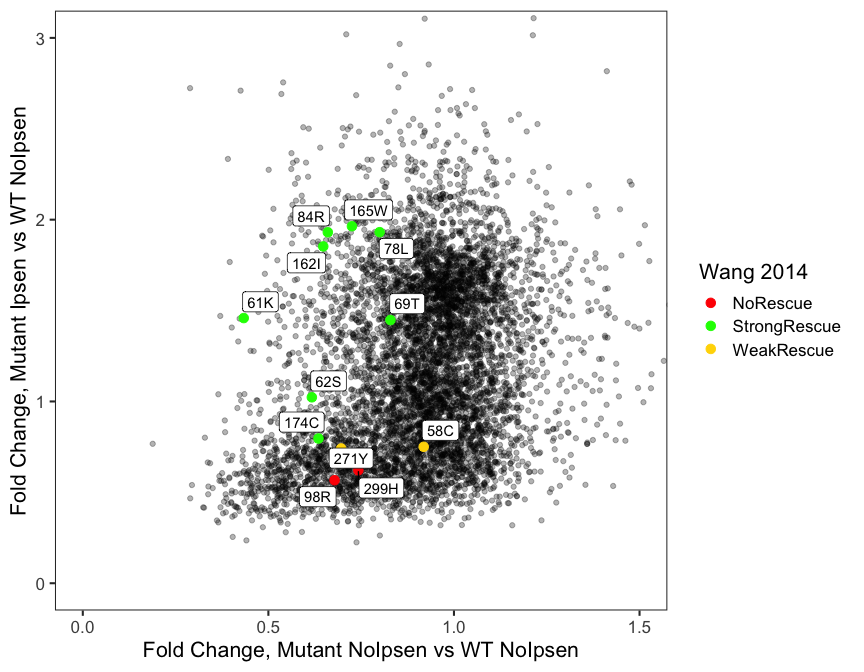 3
2
1
0
Fold Change, Mutant Ipsen vs WT NoIpsen
165W
84R
78L
162I
61K
69T
62S
174C
58C
271Y
299H
98R
0.0
0.5
1.0
1.5
Fold Change, Mutant NoIpsen vs WT NoIpsen
Wang 2014
NoRescue
StrongRescue
WeakRescue